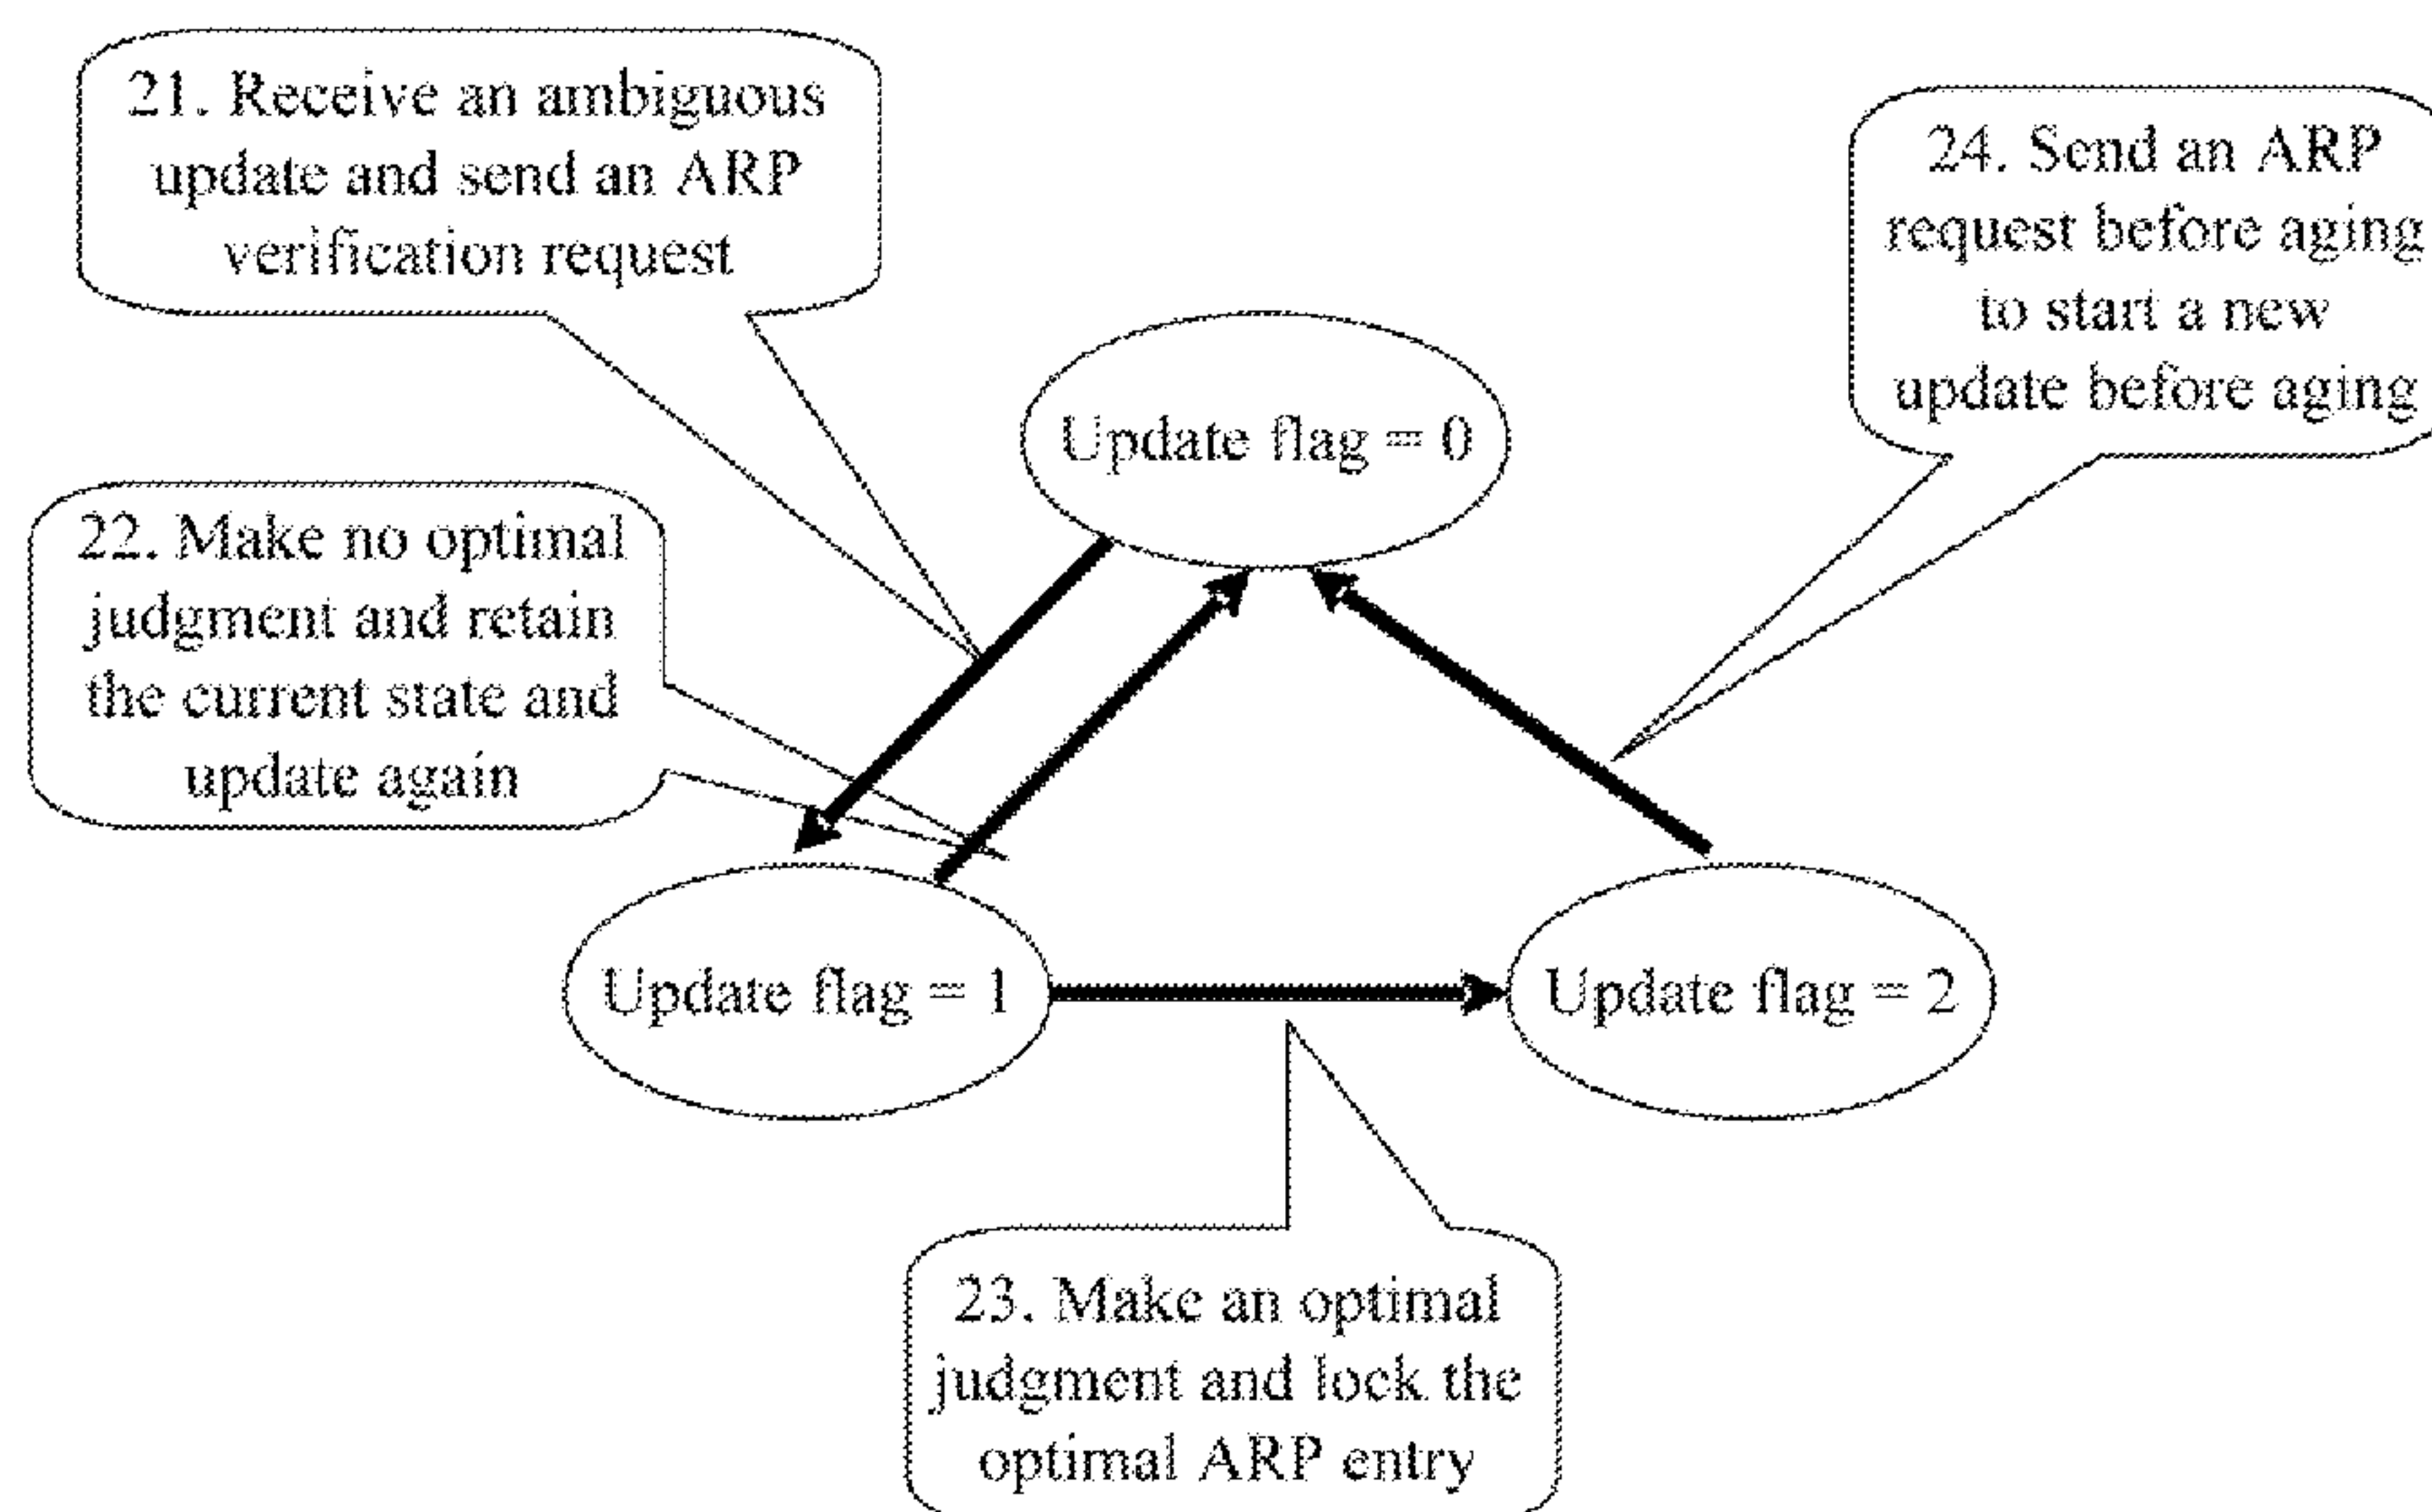 21. Receive an ambiguous
update and send an ARP
verification request
24. Send an ARP
request before aging
to start a new
update before aging
Update flag = 0
22. Make no optimal
judgment and retain
the current state and
update again
Update flag = 1
Update flag = 2
23. Make an optimal
judgment and lock the
optimal ARP entry